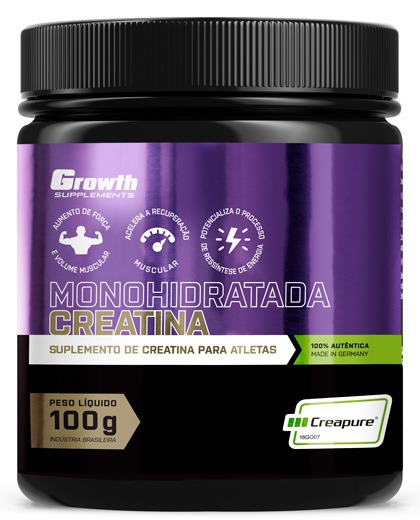 Growth
SUPPLEMENTS
AUMENTO DE FORÇA
E VOLUME MUSCULAR
ACELERA A RECUPERAÇÃO
MUSCULAR
POTENCIALIZA O PROCESSO
DE RESSÍNTESE DE ENERGIA
MONOHIDRATADA
CREATINA
SUPLEMENTO DE CREATINA PARA ATLETAS
100% AUTÊNTICA
MADE IN GERMANY
PESO LÍQUIDO
100g
INDÚSTRIA BRASILEIRA
Creapure®
18GO07